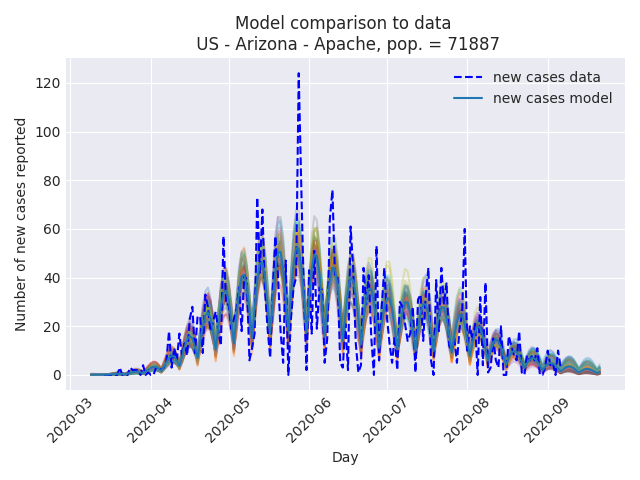 Model comparison to data
US - Arizona - Apache, pop. = 71887
new cases data
new cases model
Number of new cases reported
120
100
80
60
40
20
0
2020-03
2020-04
2020-05
2020-06
2020-07
2020-08
2020-09
Day